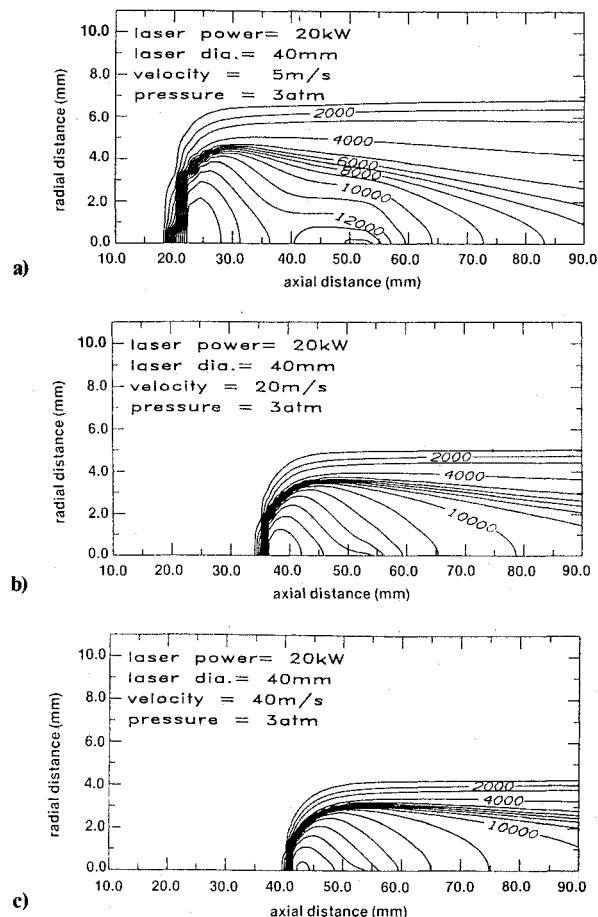 laser power= 20kW
laser dia.= 40mm
velocity = 5m/s
pressure = 3atm
radial distance (mm)
10.0
8.0
6.0
4.0
2.0
0.0
2000
4000
6000
8000
10000
12000
10.0 20.0 30.0 40.0 50.0 60.0 70.0 80.0 90.0
axial distance (mm)
a)
laser power= 20kW
laser dia.= 40mm
velocity = 20m/s
pressure = 3atm
radial distance (mm)
10.0
8.0
6.0
4.0
2.0
0.0
2000
4000
10000
10.0 20.0 30.0 40.0 50.0 60.0 70.0 80.0 90.0
axial distance (mm)
b)
laser power= 20kW
laser dia.= 40mm
velocity = 40m/s
pressure = 3atm
radial distance (mm)
10.0
8.0
6.0
4.0
2.0
0.0
2000
4000
10000
10.0 20.0 30.0 40.0 50.0 60.0 70.0 80.0 90.0
axial distance (mm)
c)